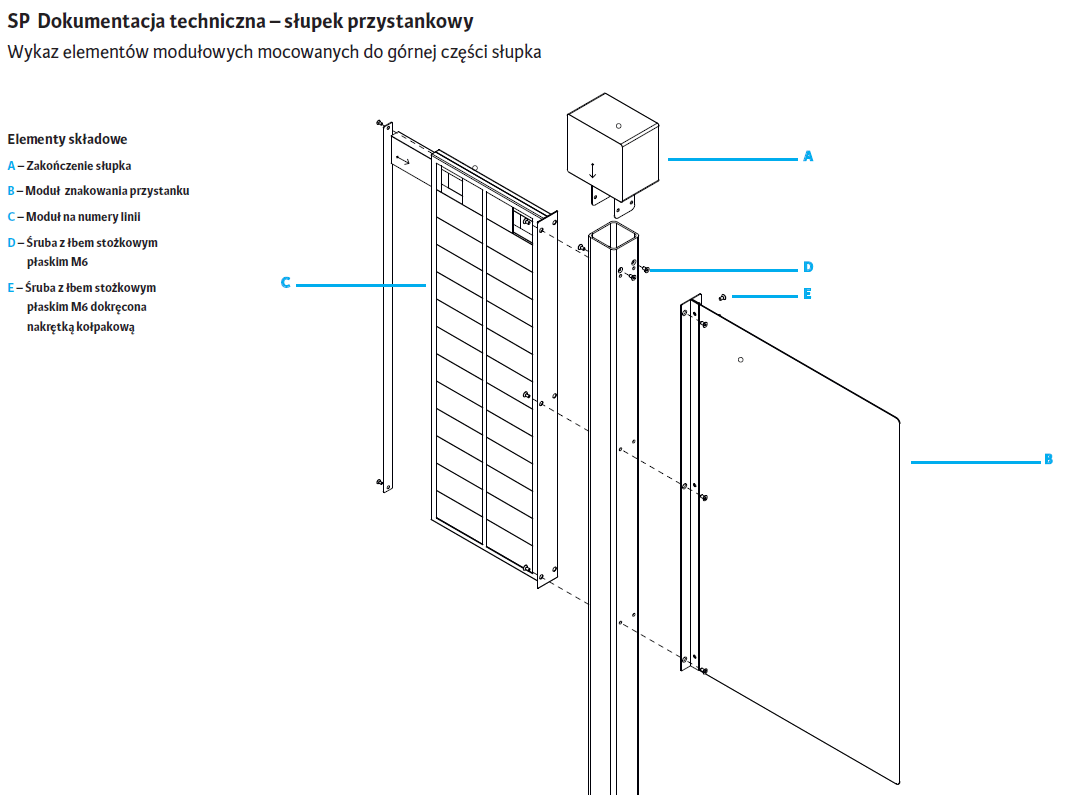 SP Dokumentacja techniczna – słupek przystankowy
Wykaz elementów modułowych mocowanych do górnej części słupka
Elementy składowe
A – Zakończenie słupka
B – Moduł znakowania przystanku
C – Moduł na numery linii
D – Śruba z łbem stożkowym
płaskim M6
E – Śruba z łbem stożkowym
płaskim M6 dokręcona
nakrętką kołpakową
A
D
C
E
B